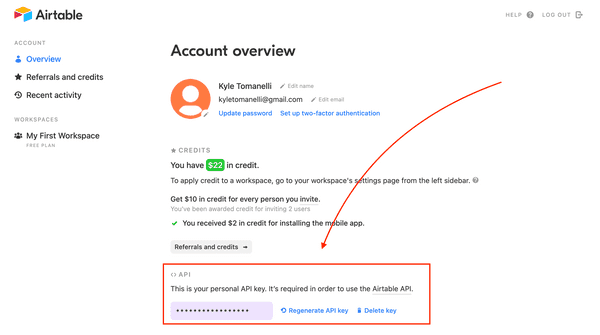 Airtable
HELP ? LOG OUT
ACCOUNT
Overview
Referrals and credits
Recent activity
WORKSPACES
My First Workspace
FREE PLAN
Account overview
Kyle Tomanelli Edit name
kyletomanelli@gmail.com Edit email
Update password Set up two-factor authentication
CREDITS
You have $22 in credit.
To apply credit to a workspace, go to your workspace's settings page from the left sidebar.
Get $10 in credit for every person you invite.
You've been awarded credit for inviting 2 users
You received $2 in credit for installing the mobile app.
Referrals and credits →
<> API
This is your personal API key. It's required in order to use the Airtable API.
•••••••••••••••••
Regenerate API key Delete key